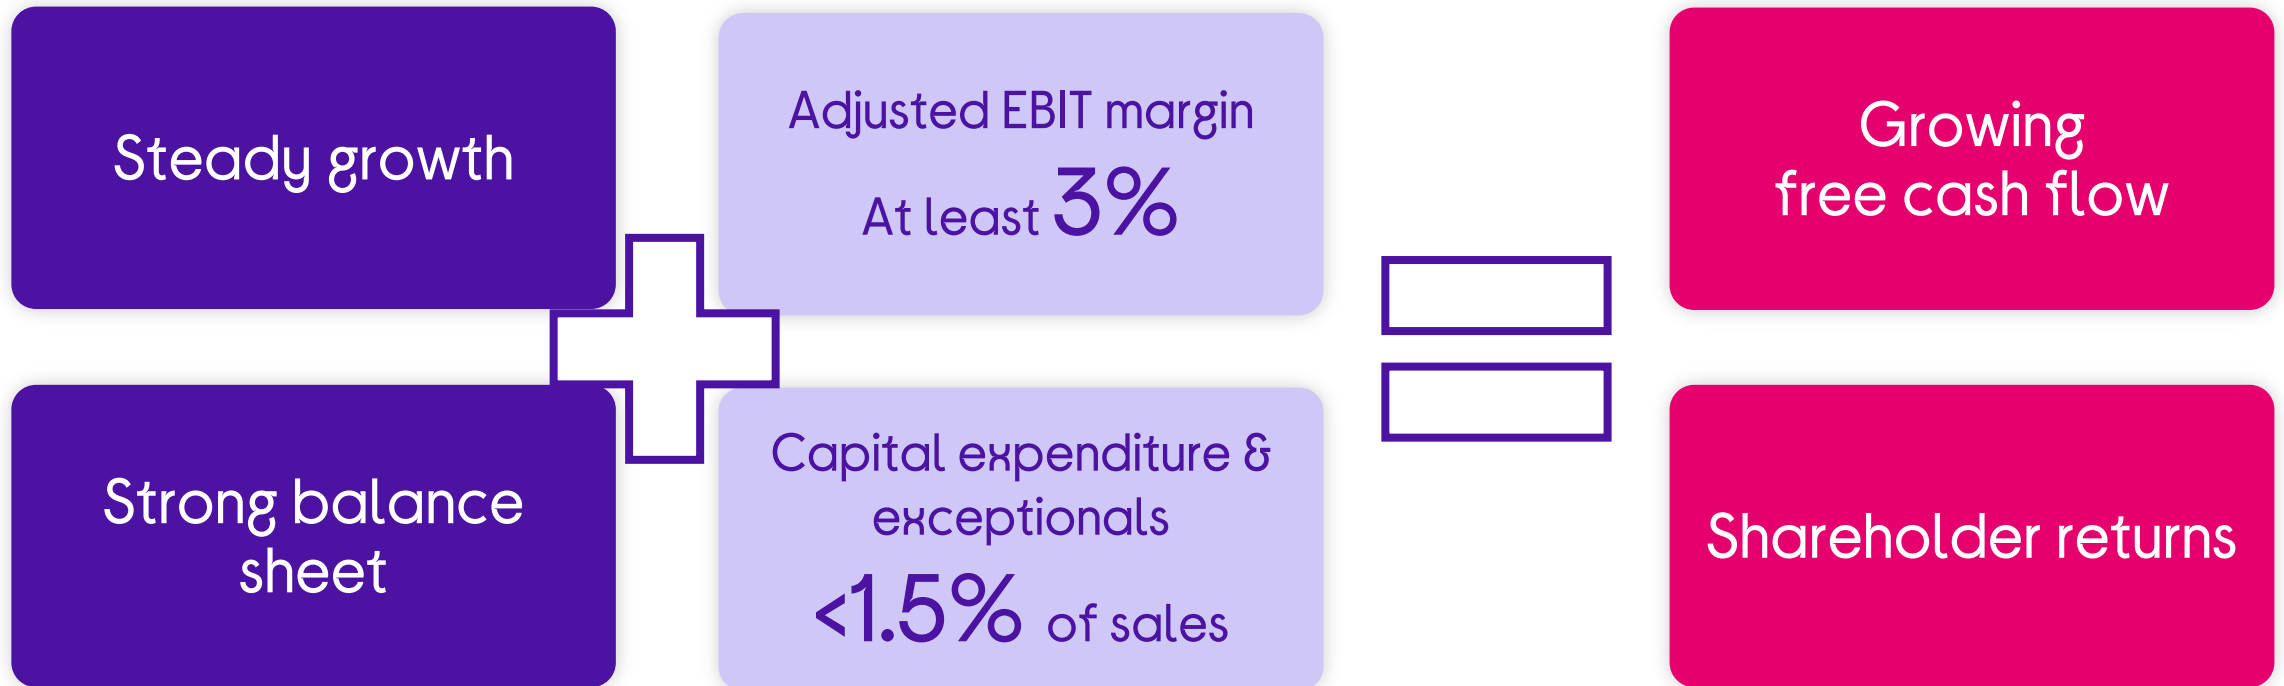 Steady growth
Adjusted EBIT margin
At least 3%
Growing
free cash flow
Strong balance
sheet
Capital expenditure &
exceptionals
<1.5% of sales
Shareholder returns